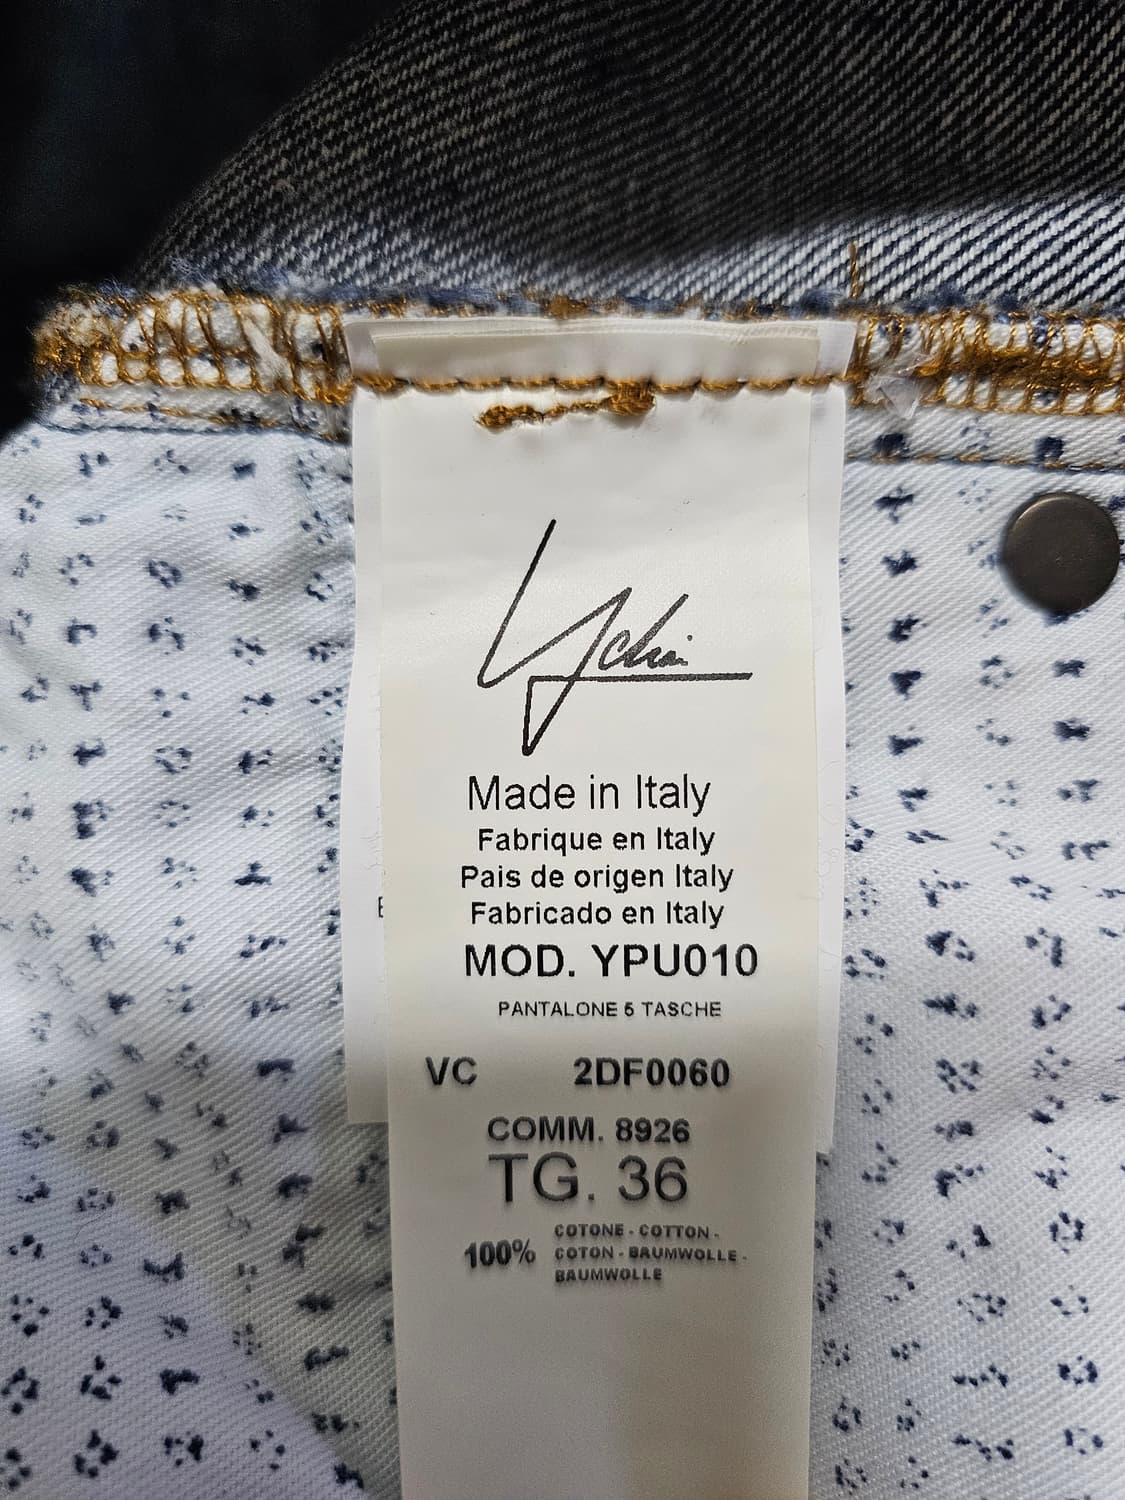 Ychoi
Made in Italy
Fabrique en Italy
Pais de origen Italy
Fabricado en Italy
MOD. YPU010
PANTALONE 5 TASCHE
VC 2DF0060
COMM. 8926
TG. 36
100% COTONE - COTTON -
COTON - BAUMWOLLE -
BAUMWOLLE